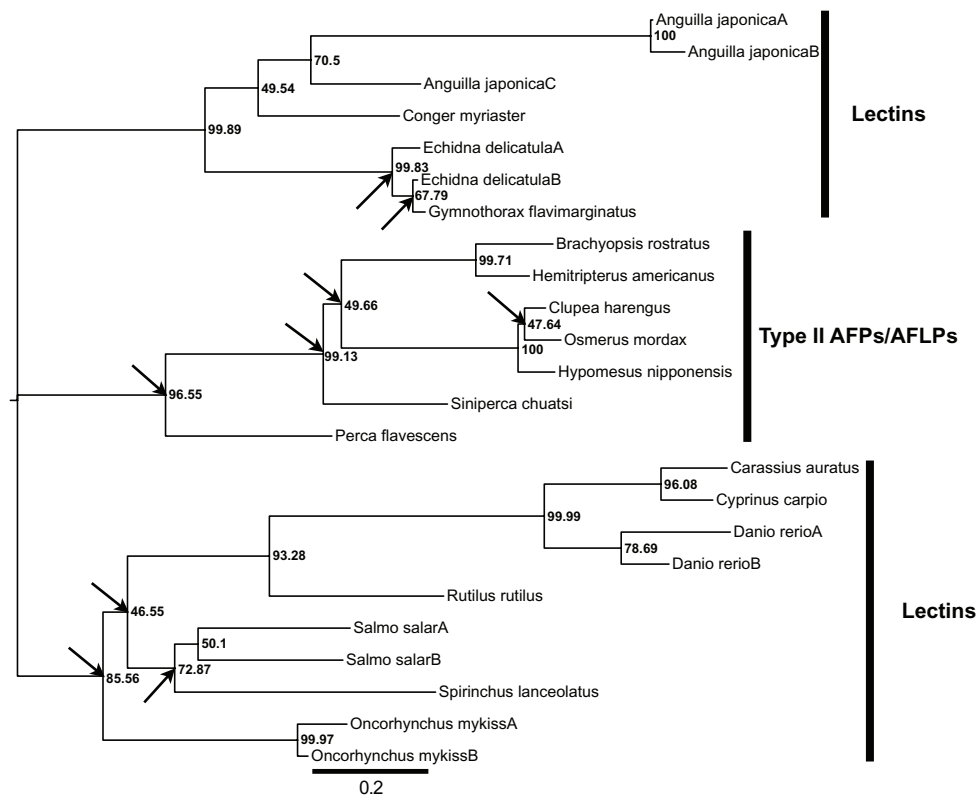 Anguilla japonicaA
100
Anguilla japonicaB
70.5
Anguilla japonicaC
49.54
Conger myriaster
Lectins
99.89
Echidna delicatulaA
99.83
Echidna delicatulaB
67.79
Gymnothorax flavimarginatus
Brachyopsis rostratus
99.71
Hemitripterus americanus
49.66
Clupea harengus
47.64
Osmerus mordax
Type II AFPs/AFLPs
100
99.13
Hypomesus nipponensis
96.55
Siniperca chuatsi
Perca flavescens
Carassius auratus
96.08
Cyprinus carpio
99.99
Danio rerioA
78.69
Danio rerioB
93.28
Rutilus rutilus
Lectins
46.55
Salmo salarA
50.1
Salmo salarB
72.87
85.56
Spirinchus lanceolatus
Oncorhynchus mykissA
99.97
Oncorhynchus mykissB
0.2